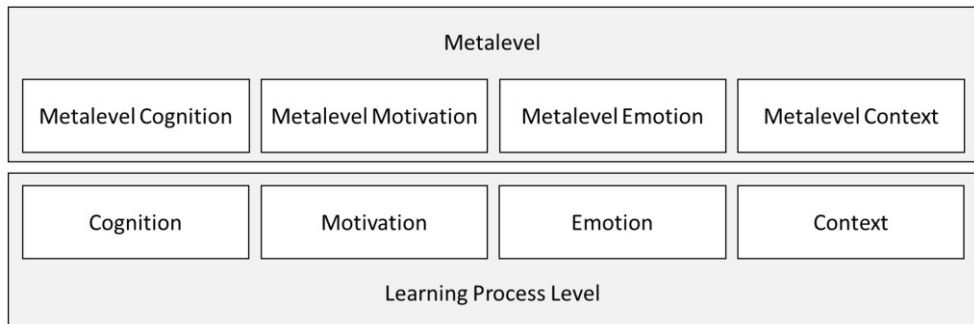 Metalevel
Metalevel Cognition
Metalevel Motivation
Metalevel Emotion
Metalevel Context
Cognition
Motivation
Emotion
Context
Learning Process Level